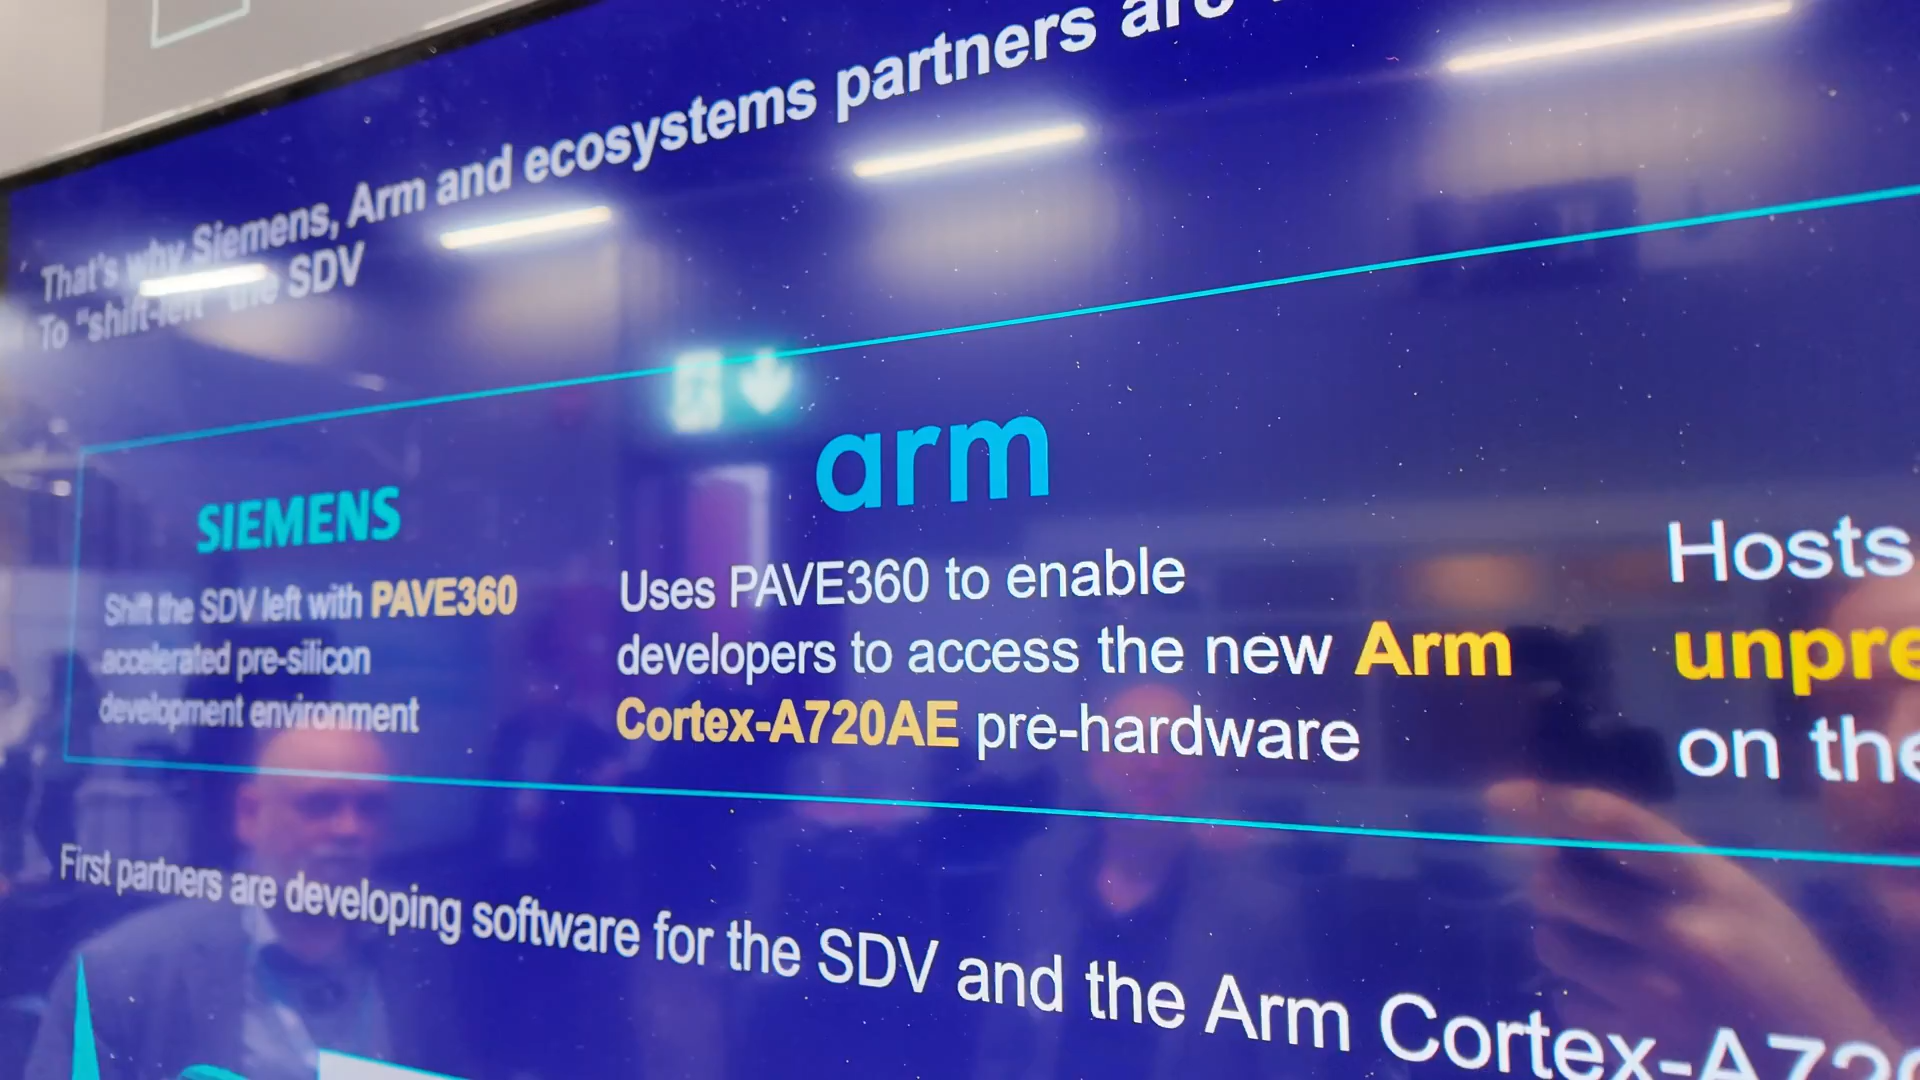 That's why Siemens, Arm and ecosystems partners are
To "shift-left" the SDV
SIEMENS
Shift the SDV left with PAVE360
accelerated pre-silicon
development environment
arm
Uses PAVE360 to enable
developers to access the new Arm
Cortex-A720AE pre-hardware
Hosts
on the
First partners are developing software for the SDV and the Arm Cortex-A720